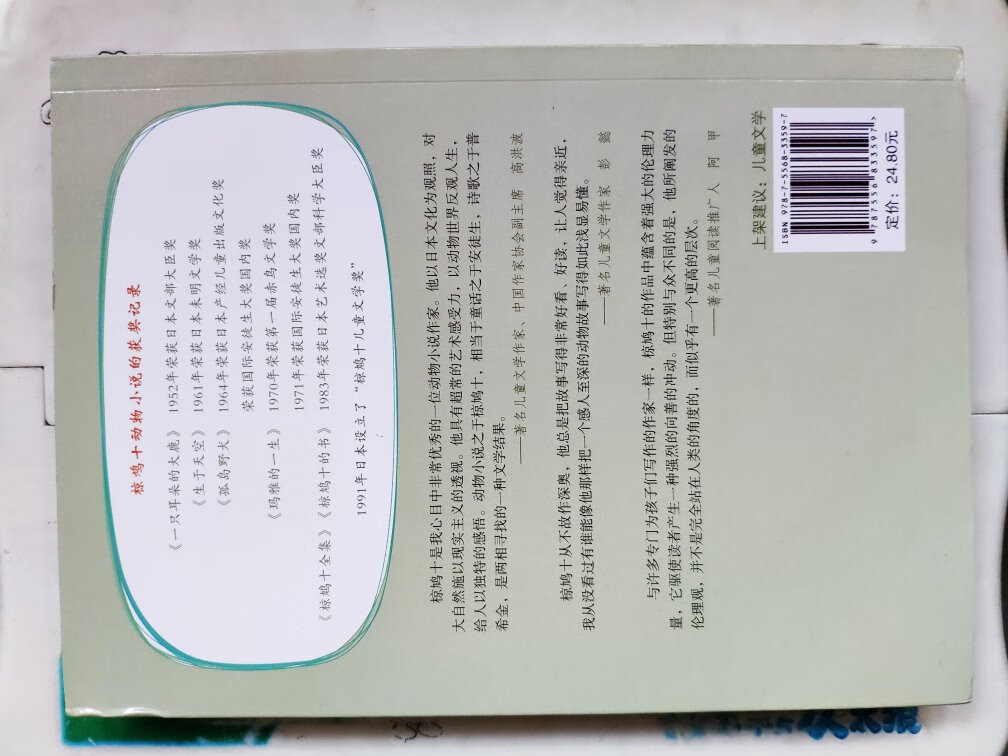 椋鸠十动物小说的获奖记录
《一只耳朵的大鹿》 1952年荣获日本文部大臣奖
《生于天空》 1961年荣获日本未明文学奖
《孤岛野犬》 1964年荣获日本产经儿童出版文化奖
荣获国际安徒生大奖国内奖
《玛雅的一生》 1970年荣获第一届赤鸟文学奖
1971年荣获国际安徒生大奖国内奖
《椋鸠十全集》《椋鸠十的书》 1983年荣获日本艺术选奖文部科学大臣奖
1991年日本设立了“椋鸠十儿童文学奖”
椋鸠十是我心目中非常优秀的一位动物小说作家。他以日本文化为观照，对
大自然施以现实主义的透视。他具有超常的艺术感受力，以动物世界反观人生，
给人以独特的感悟。动物小说之于椋鸠十，相当于童话之于安徒生，诗歌之于普
希金，是两相寻找的一种文学结果。
——著名儿童文学作家、中国作家协会副主席 高洪波
椋鸠十从不故作深奥，他总是把故事写得非常好看、好读，让人觉得亲近，
我从没看过有谁能像他那样把一个感人至深的动物故事写得如此浅显易懂。
——著名儿童文学作家 彭懿
与许多专门为孩子们写作的作家一样，椋鸠十的作品中蕴含着强大的伦理力
量，它驱使读者产生一种强烈的向善的冲动。但特别与众不同的是，他所阐发的
伦理观，并不是完全站在人类的角度的，而似乎有一个更高的层次。
——著名儿童阅读推广人 阿甲
上架建议：儿童文学
ISBN 978-7-5568-3359-7
9 787556 833597>
定价：24.80元